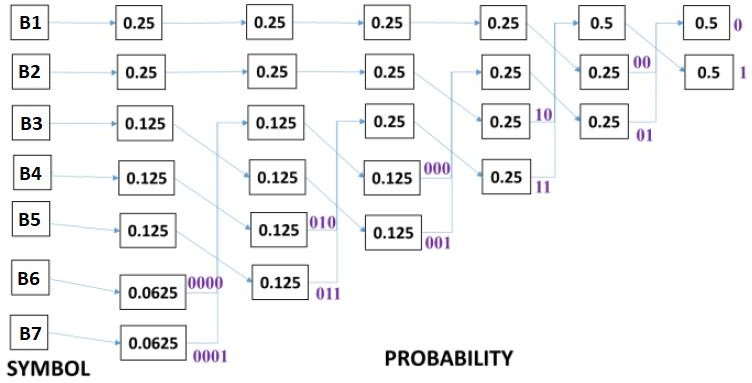 B1 0.25 0.25 0.25 0.25 0.5 0.5 0
B2 0.25 0.25 0.25 0.25 0.25 00 0.5 1
B3 0.125 0.125 0.25 0.25 10 0.25 01
B4 0.125 0.125 0.125 000 0.25 11
B5 0.125 0.125 010 0.125 001
B6 0.0625 0000 0.125 011
B7 0.0625 0001
SYMBOL PROBABILITY